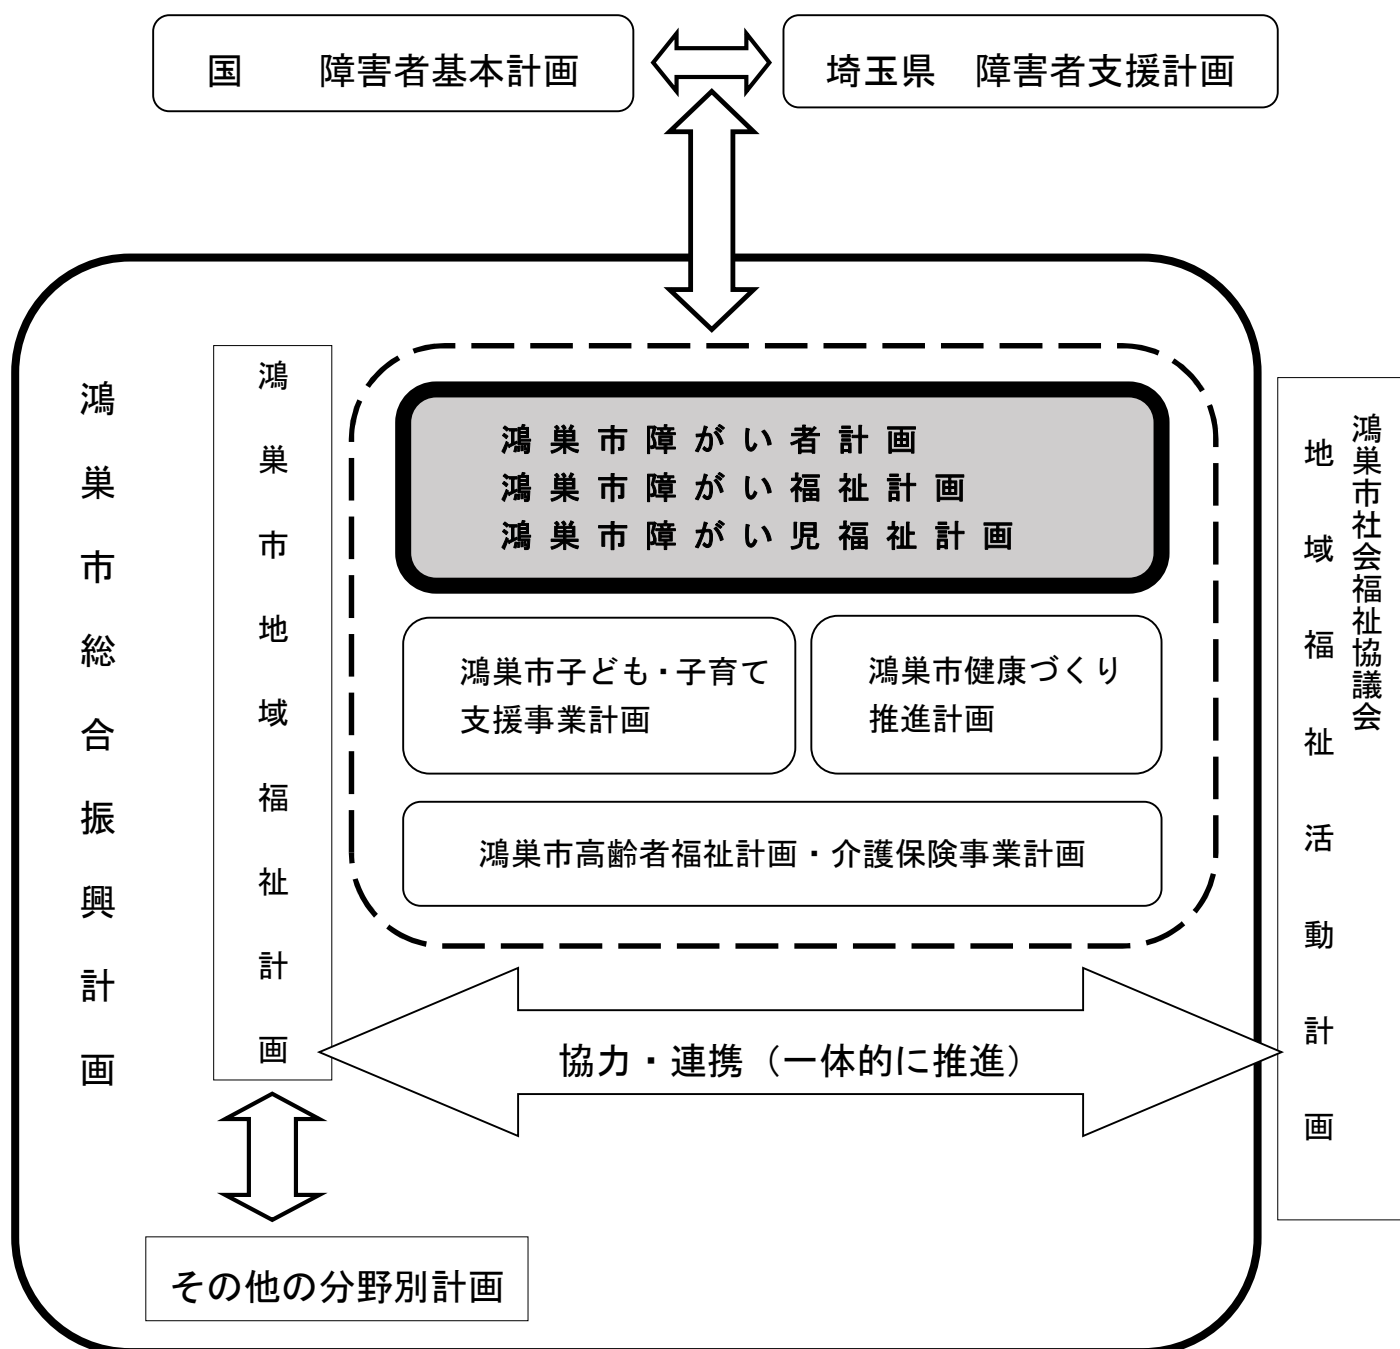 国　　障害者基本計画
埼玉県　障害者支援計画
鴻巣市総合振興計画
鴻巣市地域福祉計画
鴻巣市障がい者計画
鴻巣市障がい福祉計画
鴻巣市障がい児福祉計画
鴻巣市子ども・子育て
支援事業計画
鴻巣市健康づくり
推進計画
鴻巣市高齢者福祉計画・介護保険事業計画
協力・連携（一体的に推進）
その他の分野別計画
鴻巣市社会福祉協議会
地域福祉活動計画